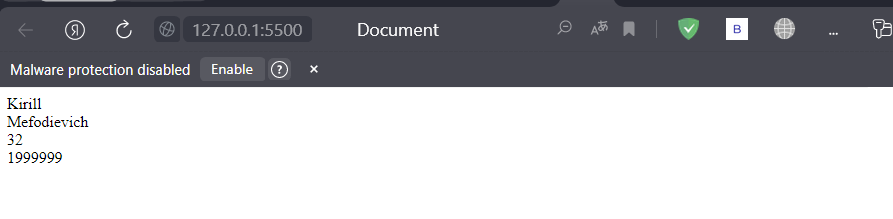 127.0.0.1:5500 Document B ...
Malware protection disabled Enable ? ×
Kirill
Mefodievich
32
1999999